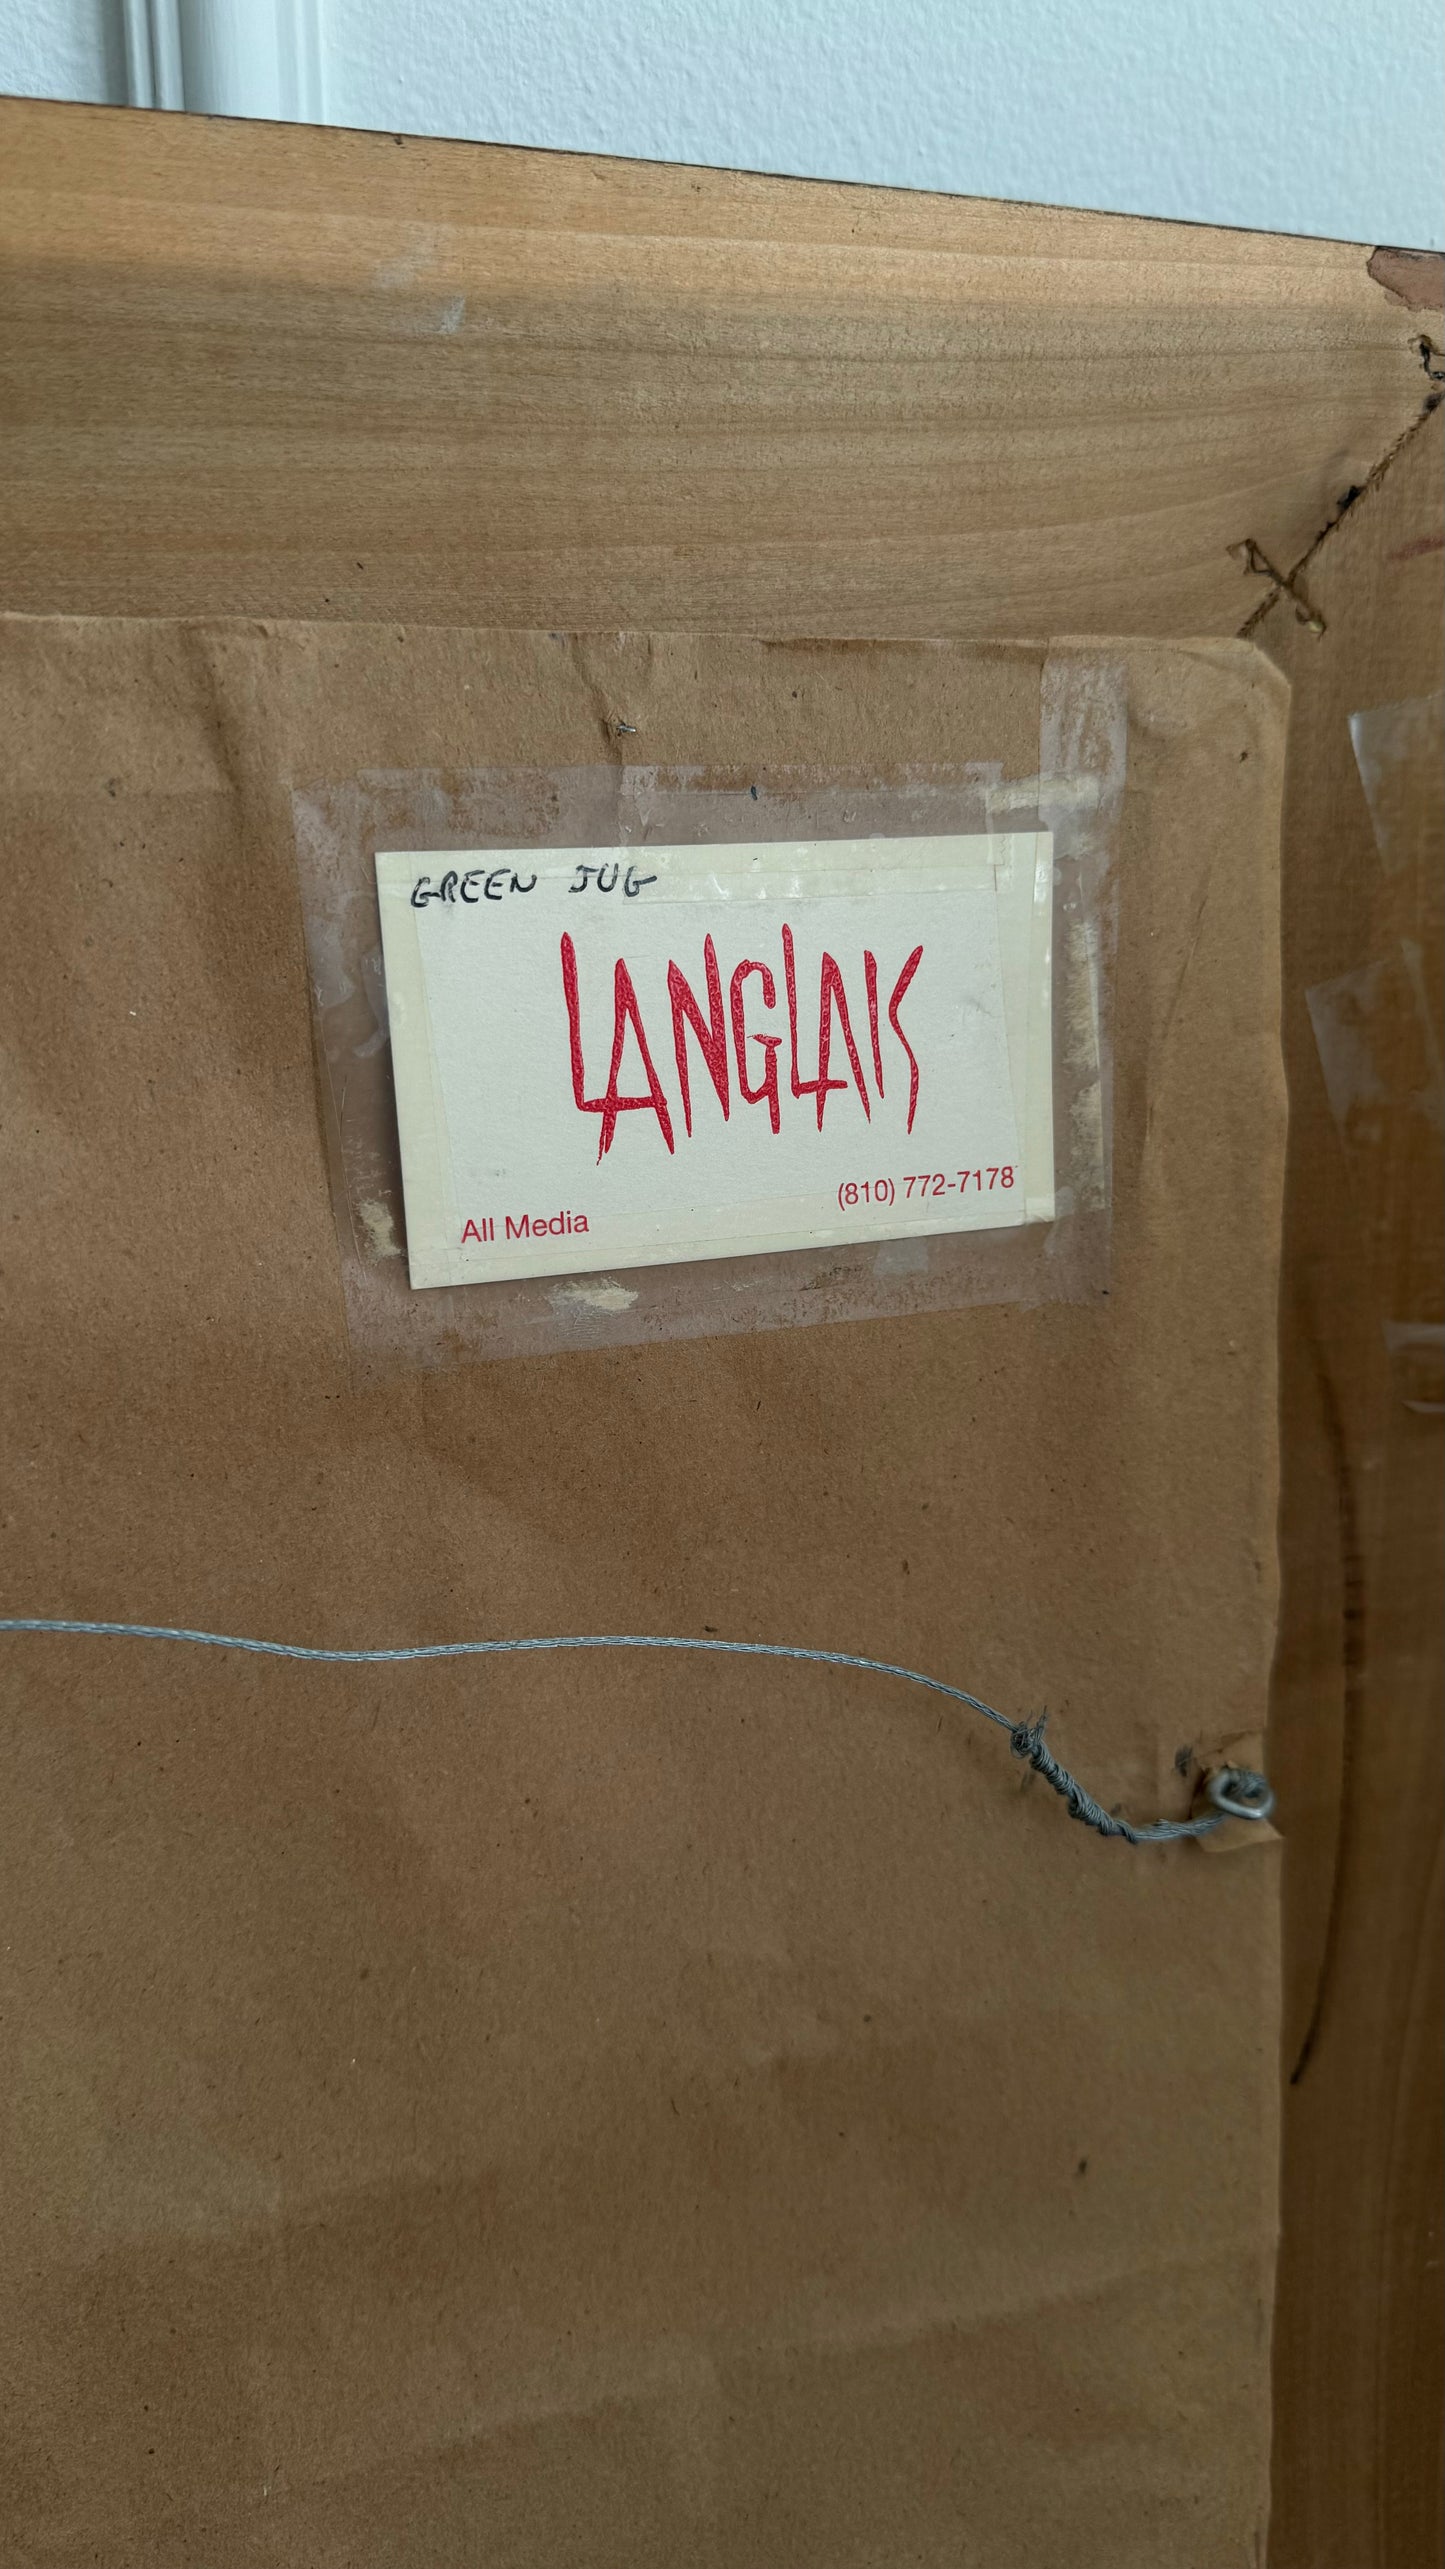 GREEN JUG
LANGLAIS
(810) 772-7178
All Media